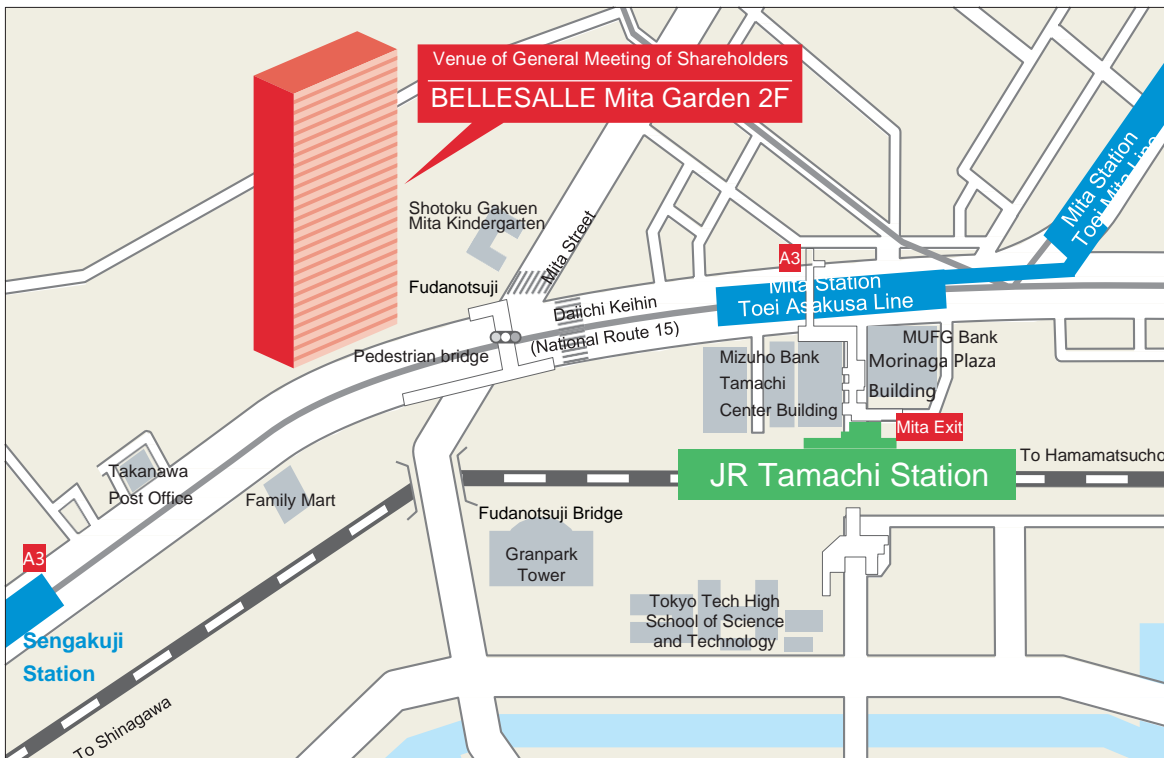 Venue of General Meeting of Shareholders
BELLESALLE Mita Garden 2F
Mita Station
Toei Mita Line
Shotoku Gakuen
Mita Kindergarten
Mita Street
A3
Fudanotsuji
Mita Station
Toei Asakusa Line
Daiichi Keihin
(National Route 15)
Pedestrian bridge
MUFG Bank
Morinaga Plaza
Building
Mizuho Bank
Tamachi
Center Building
Mita Exit
To Hamamatsucho
JR Tamachi Station
Takanawa
Post Office
Family Mart
Fudanotsuji Bridge
Granpark
Tower
A3
Tokyo Tech High
School of Science
and Technology
Sengakuji
Station
To Shinagawa